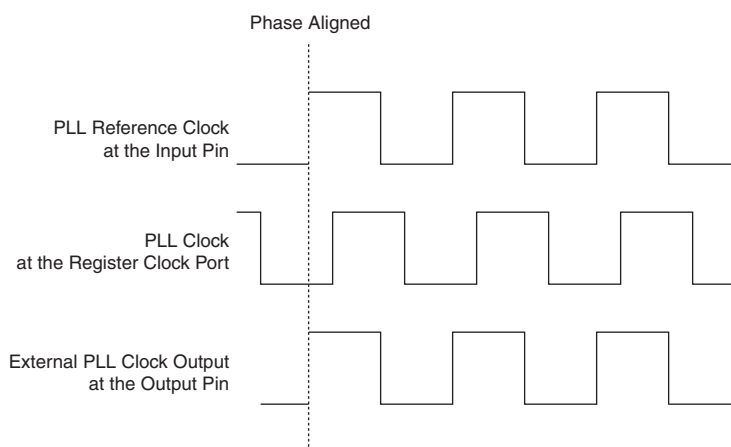 Phase Aligned
PLL Reference Clock
at the Input Pin
PLL Clock
at the Register Clock Port
External PLL Clock Output
at the Output Pin